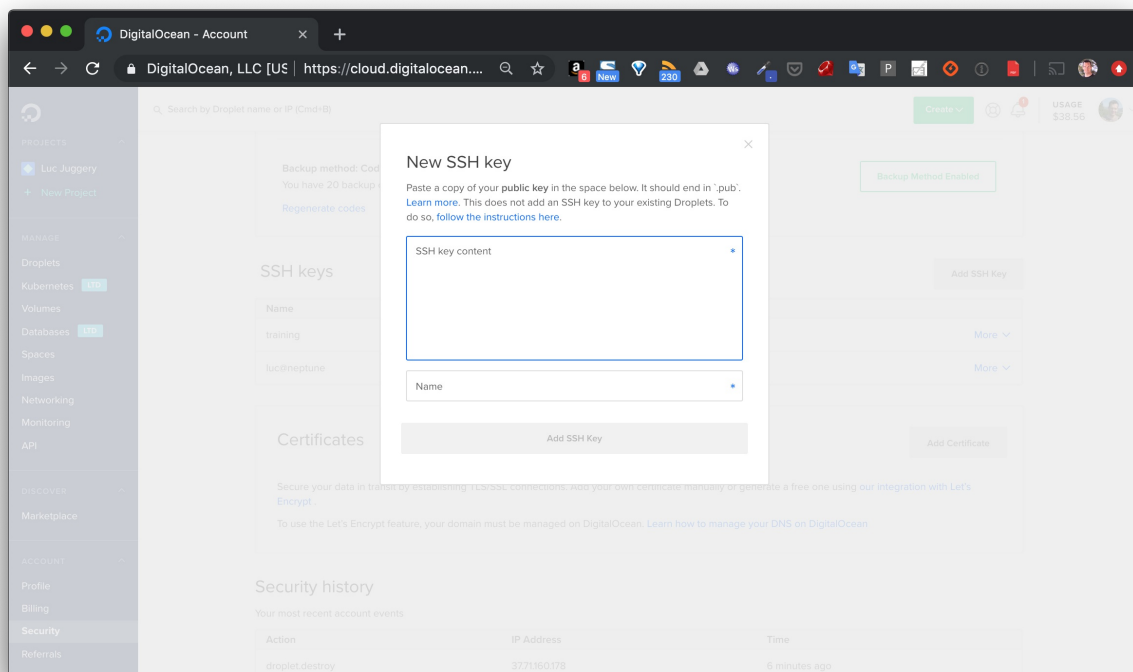 DigitalOcean - Account
DigitalOcean, LLC [US | https://cloud.digitalocean....
6
New
230
Search by Droplet name or IP (Cmd+B)
Create
1
USAGE
$38.56
PROJECTS
Luc Juggery
+ New Project
MANAGE
Droplets
Kubernetes LTD
Volumes
Databases LTD
Spaces
Images
Networking
Monitoring
API
DISCOVER
Marketplace
ACCOUNT
Profile
Billing
Security
Referrals
Backup method: Cod
You have 20 backup
Regenerate codes
Backup Method Enabled
SSH keys
Add SSH Key
Name
training
More
luc@neptune
More
New SSH key
Paste a copy of your public key in the space below. It should end in `.pub`.
Learn more. This does not add an SSH key to your existing Droplets. To
do so, follow the instructions here.
SSH key content *
Name *
Add SSH Key
Certificates
Add Certificate
Secure your data in transit by establishing TLS/SSL connections. Add your own certificate manually or generate a free one using our integration with Let's
Encrypt.
To use the Let's Encrypt feature, your domain must be managed on DigitalOcean. Learn how to manage your DNS on DigitalOcean.
Security history
Your most recent account events
Action IP Address Time
droplet destroy 37.71.160.178 6 minutes ago